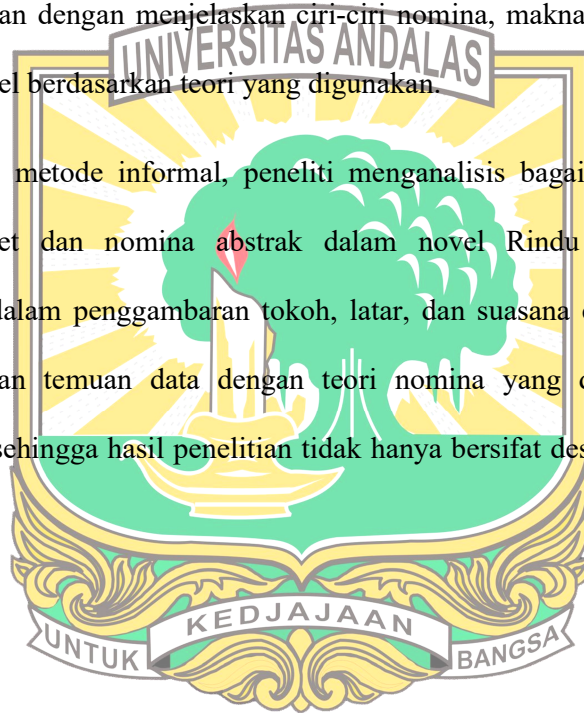 an dengan menjelaskan ciri-ciri nomina, makna
UNIVERSITAS ANDALAS
el berdasarkan teori yang digunakan.
metode informal, peneliti menganalisis bagai
et dan nomina abstrak dalam novel Rindu
dalam penggambaran tokoh, latar, dan suasana
an temuan data dengan teori nomina yang
sehingga hasil penelitian tidak hanya bersifat des
UNTUK KEDJAJAAN BANGSA